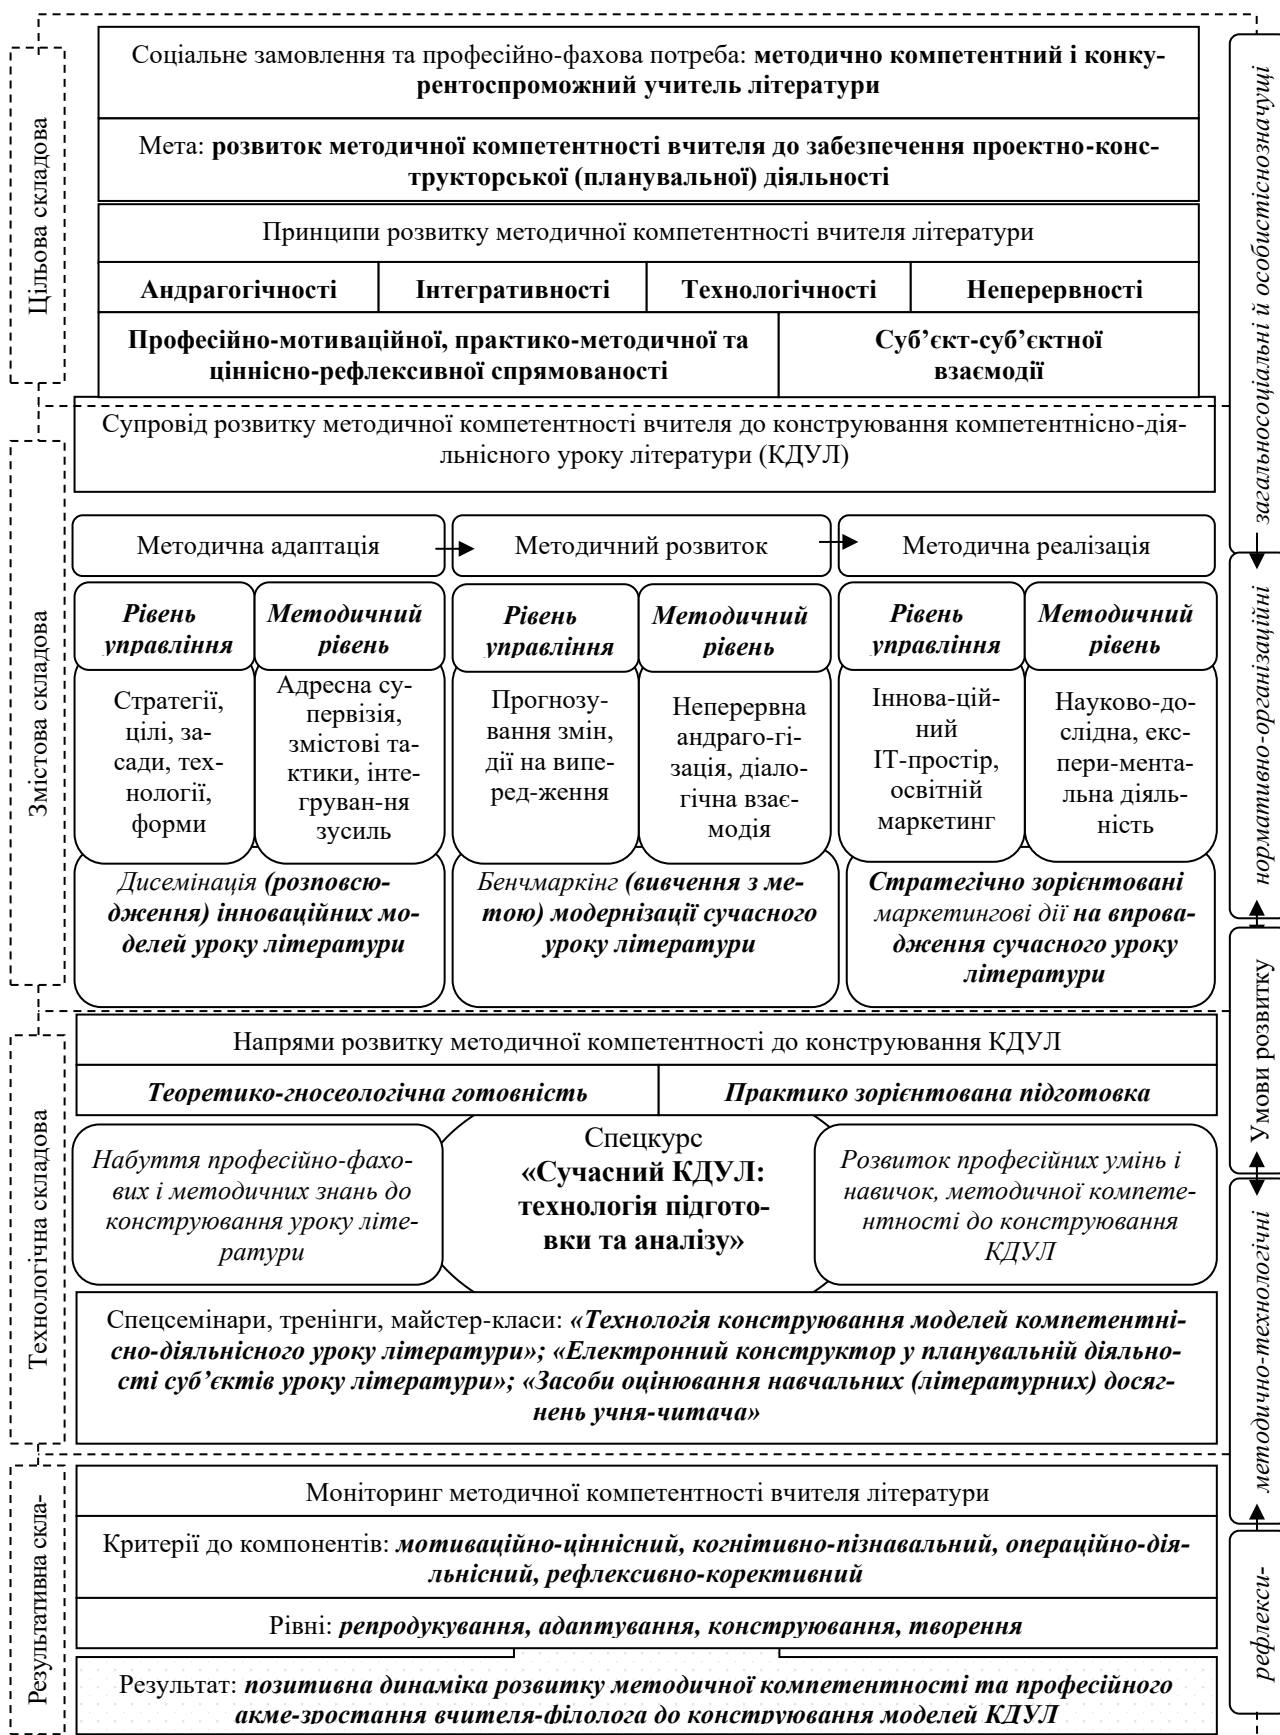 Цільова складова
Соціальне замовлення та професійно-фахова потреба: методично компетентний і конку-
рентоспроможний учитель літератури
Мета: розвиток методичної компетентності вчителя до забезпечення проектно-конс-
трукторської (планувальної) діяльності
Принципи розвитку методичної компетентності вчителя літератури
Андрагогічності
Інтегративності
Технологічності
Неперервності
Професійно-мотиваційної, практико-методичної та
ціннісно-рефлексивної спрямованості
Суб’єкт-суб’єктної
взаємодії
Змістова складова
Супровід розвитку методичної компетентності вчителя до конструювання компетентнісно-дія-
льнісного уроку літератури (КДУЛ)
Методична адаптація
Методичний розвиток
Методична реалізація
Рівень
управління
Методичний
рівень
Рівень
управління
Методичний
рівень
Рівень
управління
Методичний
рівень
Стратегії,
цілі, за-
сади, тех-
нології,
форми
Адресна су-
первізія,
змістові та-
ктики, інте-
груван-ня
зусиль
Прогнозу-
вання змін,
дії на випе-
ред-ження
Неперервна
андраго-гі-
зація, діало-
гічна взає-
модія
Іннова-цій-
ний
ІТ-простір,
освітній
маркетинг
Науково-до-
слідна, екс-
пери-мента-
льна діяль-
ність
Дисемінація (розповсю-
дження) інноваційних мо-
делей уроку літератури
Бенчмаркінг (вивчення з ме-
тою) модернізації сучасного
уроку літератури
Стратегічно зорієнтовані
маркетингові дії на впрова-
дження сучасного уроку
літератури
Технологічна складова
Напрями розвитку методичної компетентності до конструювання КДУЛ
Теоретико-гносеологічна готовність
Практико зорієнтована підготовка
Набуття професійно-фахо-
вих і методичних знань до
конструювання уроку літе-
ратури
Спецкурс
«Сучасний КДУЛ:
технологія підгото-
вки та аналізу»
Розвиток професійних умінь і
навичок, методичної компете-
нтності до конструювання
КДУЛ
Спецсемінари, тренінги, майстер-класи: «Технологія конструювання моделей компетентні-
сно-діяльнісного уроку літератури»; «Електронний конструктор у планувальній діяльно-
сті суб’єктів уроку літератури»; «Засоби оцінювання навчальних (літературних) досяг-
нень учня-читача»
Результативна скла-
Моніторинг методичної компетентності вчителя літератури
Критерії до компонентів: мотиваційно-ціннісний, когнітивно-пізнавальний, операційно-дія-
льнісний, рефлексивно-корективний
Рівні: репродукування, адаптування, конструювання, творення
Результат: позитивна динаміка розвитку методичної компетентності та професійного
акме-зростання вчителя-філолога до конструювання моделей КДУЛ
загальносоціальні й особистіснозначущі
нормативно-організаційні
Умови розвитку
методично-технологічні
рефлекси-